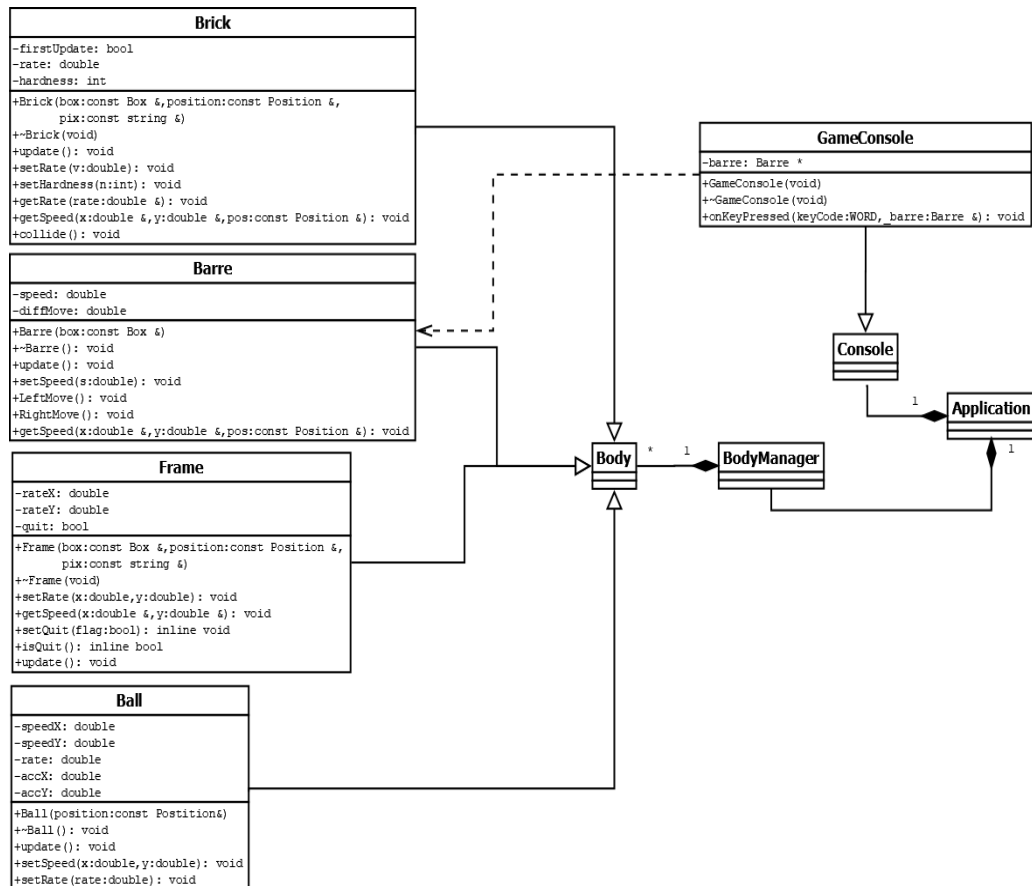 Brick
-firstUpdate: bool
-rate: double
-hardness: int
+Brick(box:const Box &,position:const Position &,
pix:const string &)
+~Brick(void)
+update(): void
+setRate(v:double): void
+setHardness(n:int): void
+getRate(rate:double &): void
+getSpeed(x:double &,y:double &,pos:const Position &): void
+collide(): void
GameConsole
-barre: Barre *
+GameConsole(void)
+~GameConsole(void)
+onKeyPressed(keyCode:WORD,_barre:Barre &): void
Barre
-speed: double
-diffMove: double
+Barre(box:const Box &)
+~Barre(): void
+update(): void
+setSpeed(s:double): void
+LeftMove(): void
+RightMove(): void
+getSpeed(x:double &,y:double &,pos:const Position &): void
Console
1
Application
1
Body
*
1
BodyManager
Frame
-rateX: double
-rateY: double
-quit: bool
+Frame(box:const Box &,position:const Position &,
pix:const string &)
+~Frame(void)
+setRate(x:double,y:double): void
+getSpeed(x:double &,y:double &): void
+setQuit(flag:bool): inline void
+isQuit(): inline bool
+update(): void
Ball
-speedX: double
-speedY: double
-rate: double
-accX: double
-accY: double
+Ball(position:const Postition&)
+~Ball(): void
+update(): void
+setSpeed(x:double,y:double): void
+setRate(rate:double): void